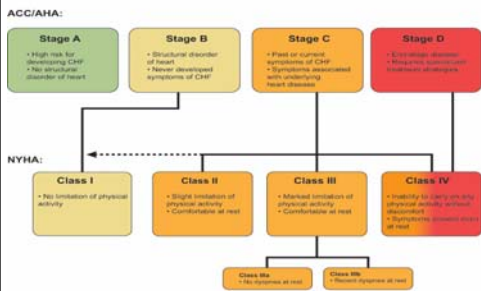 ACC/AHA:
Stage A
• High risk for
developing CHF
• No structural
disorder of heart
Stage B
• Structural disorder
of heart
• Never developed
symptoms of CHF
Stage C
• Past or current
symptoms of CHF
• Symptoms associated
with underlying
heart disease
Stage D
• End-stage disease
• Requires specialized
treatment strategies
NYHA:
Class I
• No limitation of physical
activity
Class II
• Slight limitation of
physical activity
• Comfortable at rest
Class III
• Marked limitation of
physical activity
• Comfortable at rest
Class IV
• Inability to carry on any
physical activity without
discomfort
• Symptoms
at rest
Class IIIa
• No dyspnea at rest
Class IIIb
• Recent dyspnea at rest